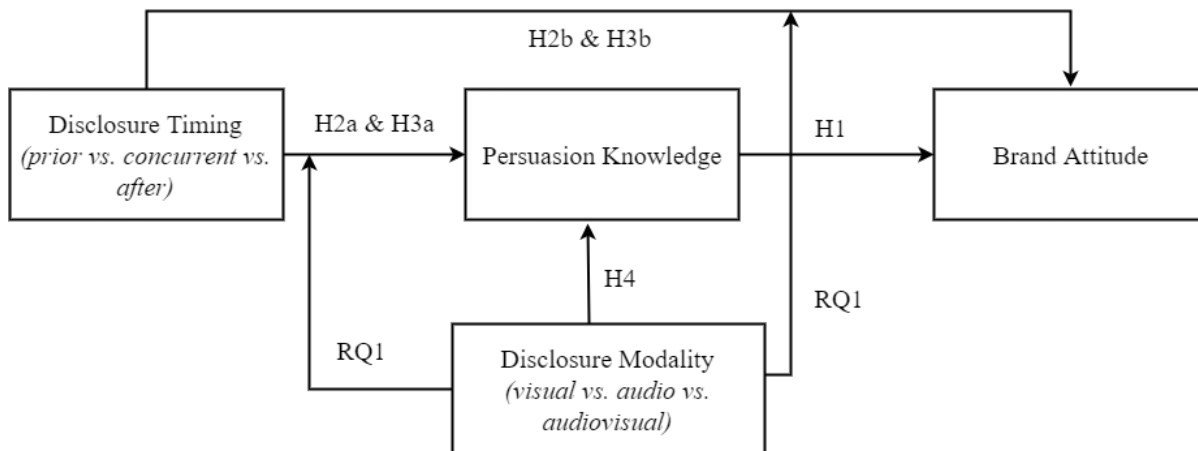 H2b & H3b
Disclosure Timing
(prior vs. concurrent vs.
after)
H2a & H3a
Persuasion Knowledge
H1
Brand Attitude
H4
RQ1
RQ1
Disclosure Modality
(visual vs. audio vs.
audiovisual)